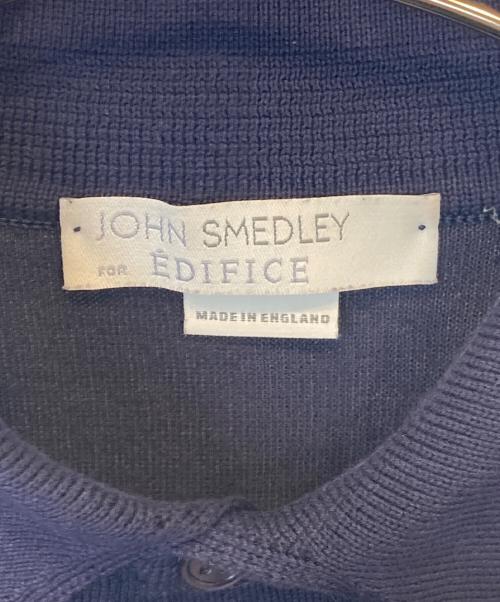 JOHN SMEDLEY
FOR ÉDIFICE
MADE IN ENGLAND